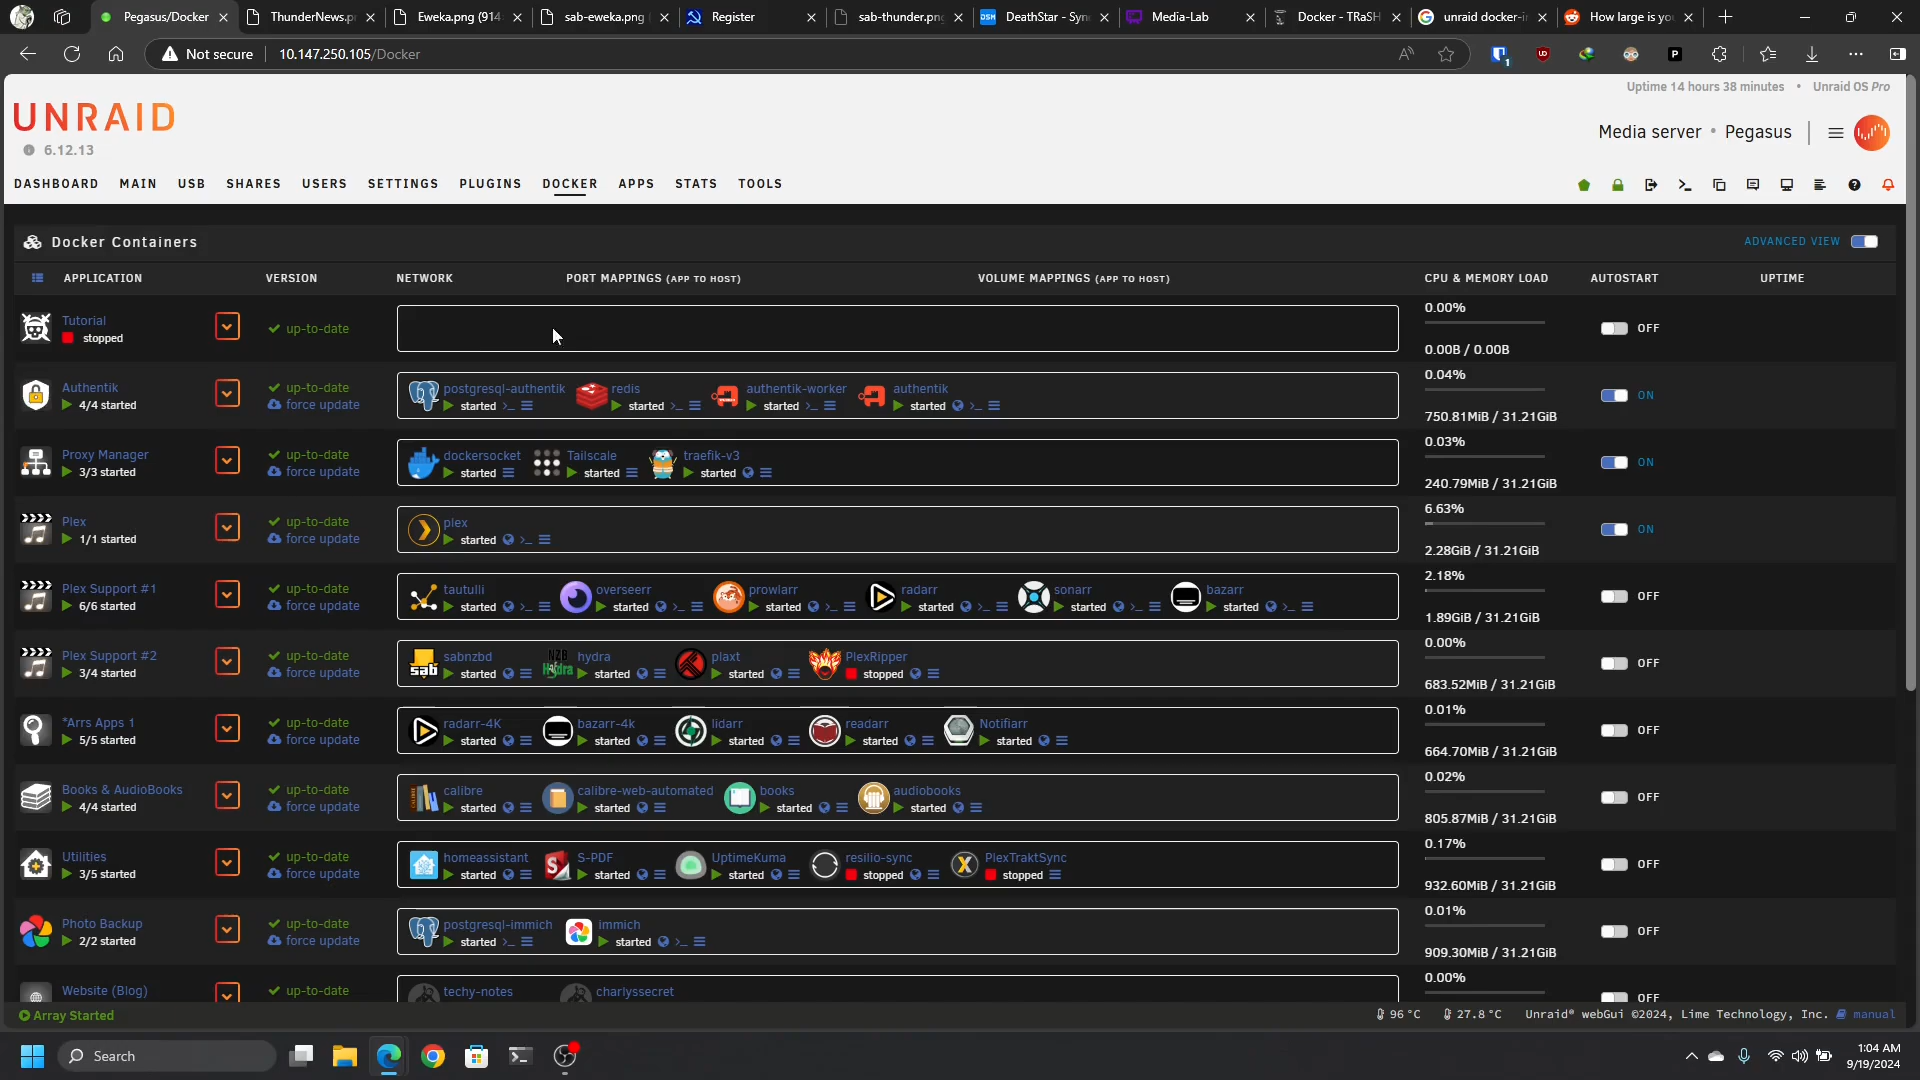 Pegasus/Docker
ThunderNews.pr
Eweka.png (914
sab-eweka.png
Register
sab-thunder.png
DeathStar - Syn
Media-Lab
Docker - TRaSH
unraid docker-i
How large is yo
Not secure
10.147.250.105/Docker
Uptime 14 hours 38 minutes • Unraid OS Pro
UNRAID
6.12.13
Media server • Pegasus
DASHBOARD MAIN USB SHARES USERS SETTINGS PLUGINS DOCKER APPS STATS TOOLS
Docker Containers
ADVANCED VIEW
APPLICATION VERSION NETWORK PORT MAPPINGS (APP TO HOST) VOLUME MAPPINGS (APP TO HOST) CPU & MEMORY LOAD AUTOSTART UPTIME
Tutorial
stopped
up-to-date
0.00%
0.00B / 0.00B
OFF
Authentik
4/4 started
up-to-date
force update
postgresql-authentik redis authentik-worker authentik
started started started started
0.04%
750.81MiB / 31.21GiB
ON
Proxy Manager
3/3 started
up-to-date
force update
dockersocket Tailscale traefik-v3
started started started
0.03%
240.79MiB / 31.21GiB
ON
Plex
1/1 started
up-to-date
force update
plex
started
6.63%
2.28GiB / 31.21GiB
ON
Plex Support #1
6/6 started
up-to-date
force update
tautulli overseerr prowlarr radarr sonarr bazarr
started started started started started started
2.18%
1.89GiB / 31.21GiB
OFF
Plex Support #2
3/4 started
up-to-date
force update
sab
NZB
Hydra
sabnzbd hydra plaxt PlexRipper
started started started stopped
0.00%
683.52MiB / 31.21GiB
OFF
*Arrs Apps 1
5/5 started
up-to-date
force update
radarr-4K bazarr-4k lidarr readarr Notifiarr
started started started started started
0.01%
664.70MiB / 31.21GiB
OFF
Books & AudioBooks
4/4 started
up-to-date
force update
calibre calibre-web-automated books audiobooks
started started started started
0.02%
805.87MiB / 31.21GiB
OFF
Utilities
3/5 started
up-to-date
force update
homeassistant S-PDF UptimeKuma resilio-sync PlexTraktSync
started started started stopped stopped
0.17%
932.60MiB / 31.21GiB
OFF
Photo Backup
2/2 started
up-to-date
force update
postgresql-immich immich
started started
0.01%
909.30MiB / 31.21GiB
OFF
Website (Blog)
up-to-date
techy-notes charlyssecret
0.00%
OFF
Array Started
96 °C 27.8 °C Unraid® webGui ©2024, Lime Technology, Inc. manual
Search
1:04 AM
9/19/2024